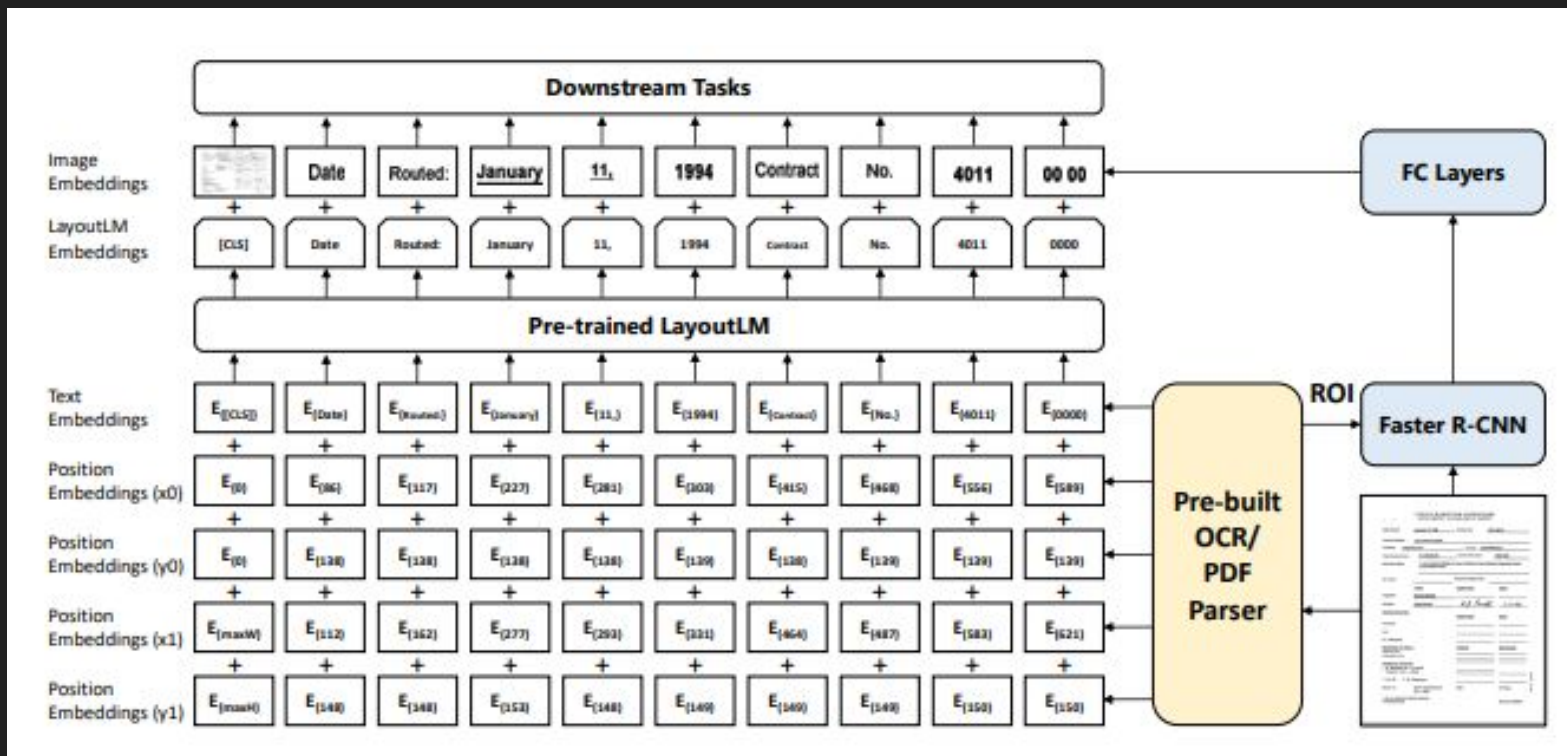 Downstream Tasks
Image Embeddings
Date Routed: January 11, 1994 Contract No. 4011 00 00
FC Layers
+ + + + + + + + + +
LayoutLM Embeddings
[CLS] Date Routed: January 11, 1994 Contract No. 4011 0000
Pre-trained LayoutLM
Text Embeddings
E([CLS]) E(Date) E(Routed:) E(January) E(11,) E(1994) E(Contract) E(No.) E(4011) E(0000)
ROI
Faster R-CNN
+ + + + + + + + + +
Position Embeddings (x0)
E(0) E(86) E(117) E(227) E(281) E(303) E(415) E(468) E(556) E(589)
+ + + + + + + + + +
Position Embeddings (y0)
E(0) E(138) E(138) E(138) E(138) E(139) E(138) E(139) E(139) E(139)
+ + + + + + + + + +
Position Embeddings (x1)
E(maxW) E(112) E(162) E(277) E(293) E(331) E(464) E(487) E(583) E(621)
+ + + + + + + + + +
Position Embeddings (y1)
E(maxH) E(148) E(148) E(153) E(148) E(149) E(149) E(149) E(150) E(150)
Pre-built
OCR/
PDF
Parser